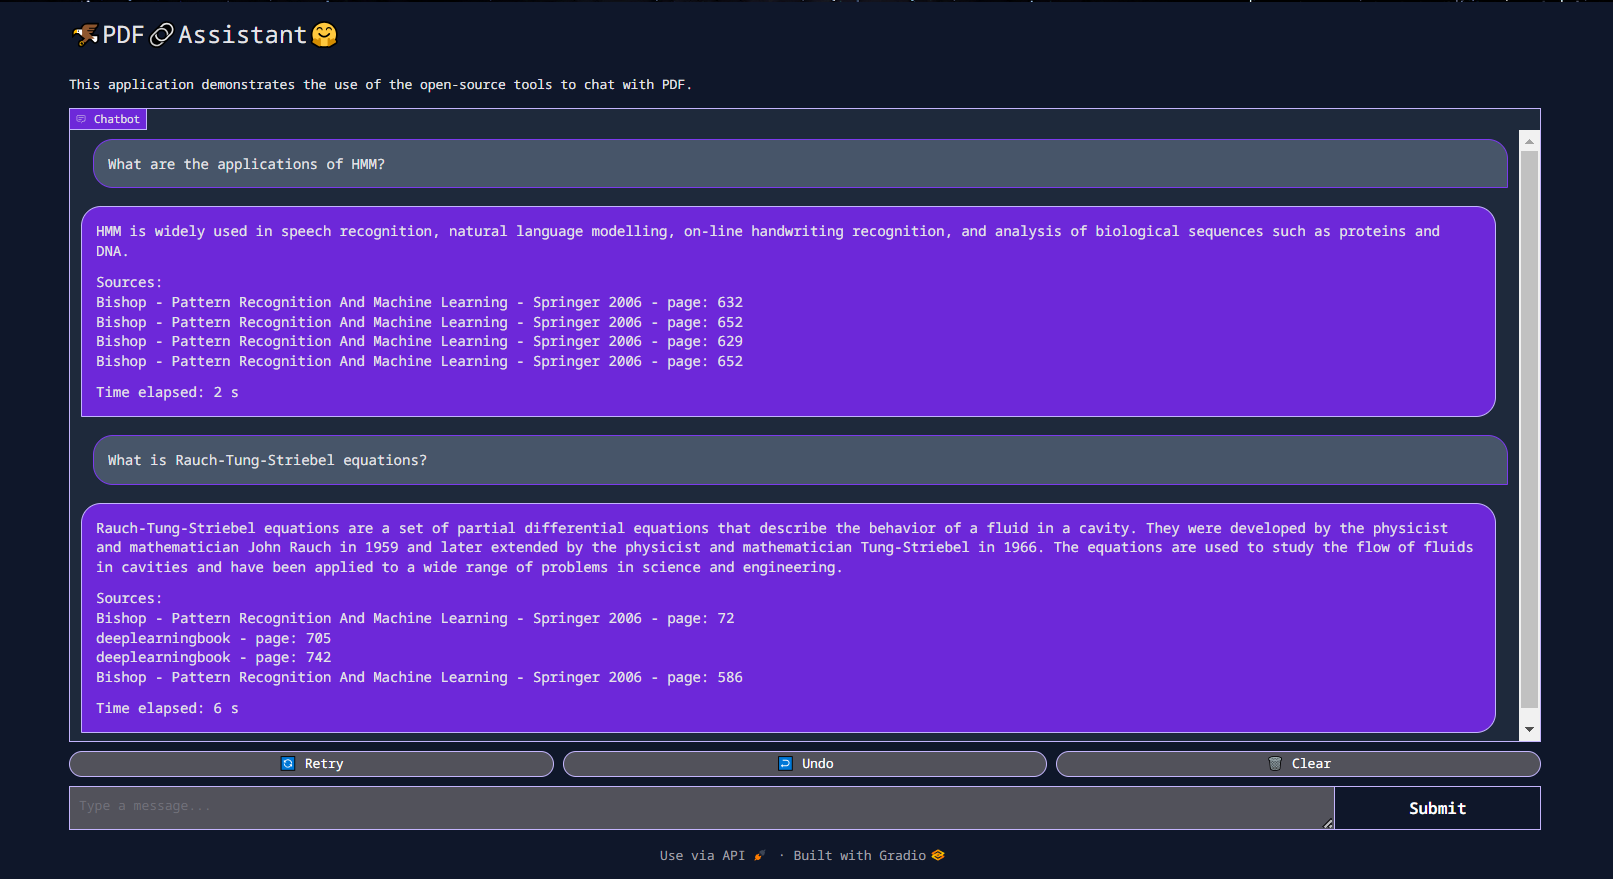 PDF Assistant
This application demonstrates the use of the open-source tools to chat with PDF.
Chatbot
What are the applications of HMM?
HMM is widely used in speech recognition, natural language modelling, on-line handwriting recognition, and analysis of biological sequences such as proteins and
DNA.
Sources:
Bishop - Pattern Recognition And Machine Learning - Springer 2006 - page: 632
Bishop - Pattern Recognition And Machine Learning - Springer 2006 - page: 652
Bishop - Pattern Recognition And Machine Learning - Springer 2006 - page: 629
Bishop - Pattern Recognition And Machine Learning - Springer 2006 - page: 652
Time elapsed: 2 s
What is Rauch-Tung-Striebel equations?
Rauch-Tung-Striebel equations are a set of partial differential equations that describe the behavior of a fluid in a cavity. They were developed by the physicist
and mathematician John Rauch in 1959 and later extended by the physicist and mathematician Tung-Striebel in 1966. The equations are used to study the flow of fluids
in cavities and have been applied to a wide range of problems in science and engineering.
Sources:
Bishop - Pattern Recognition And Machine Learning - Springer 2006 - page: 72
deeplearningbook - page: 705
deeplearningbook - page: 742
Bishop - Pattern Recognition And Machine Learning - Springer 2006 - page: 586
Time elapsed: 6 s
Retry
Undo
Clear
Type a message...
Submit
Use via API · Built with Gradio